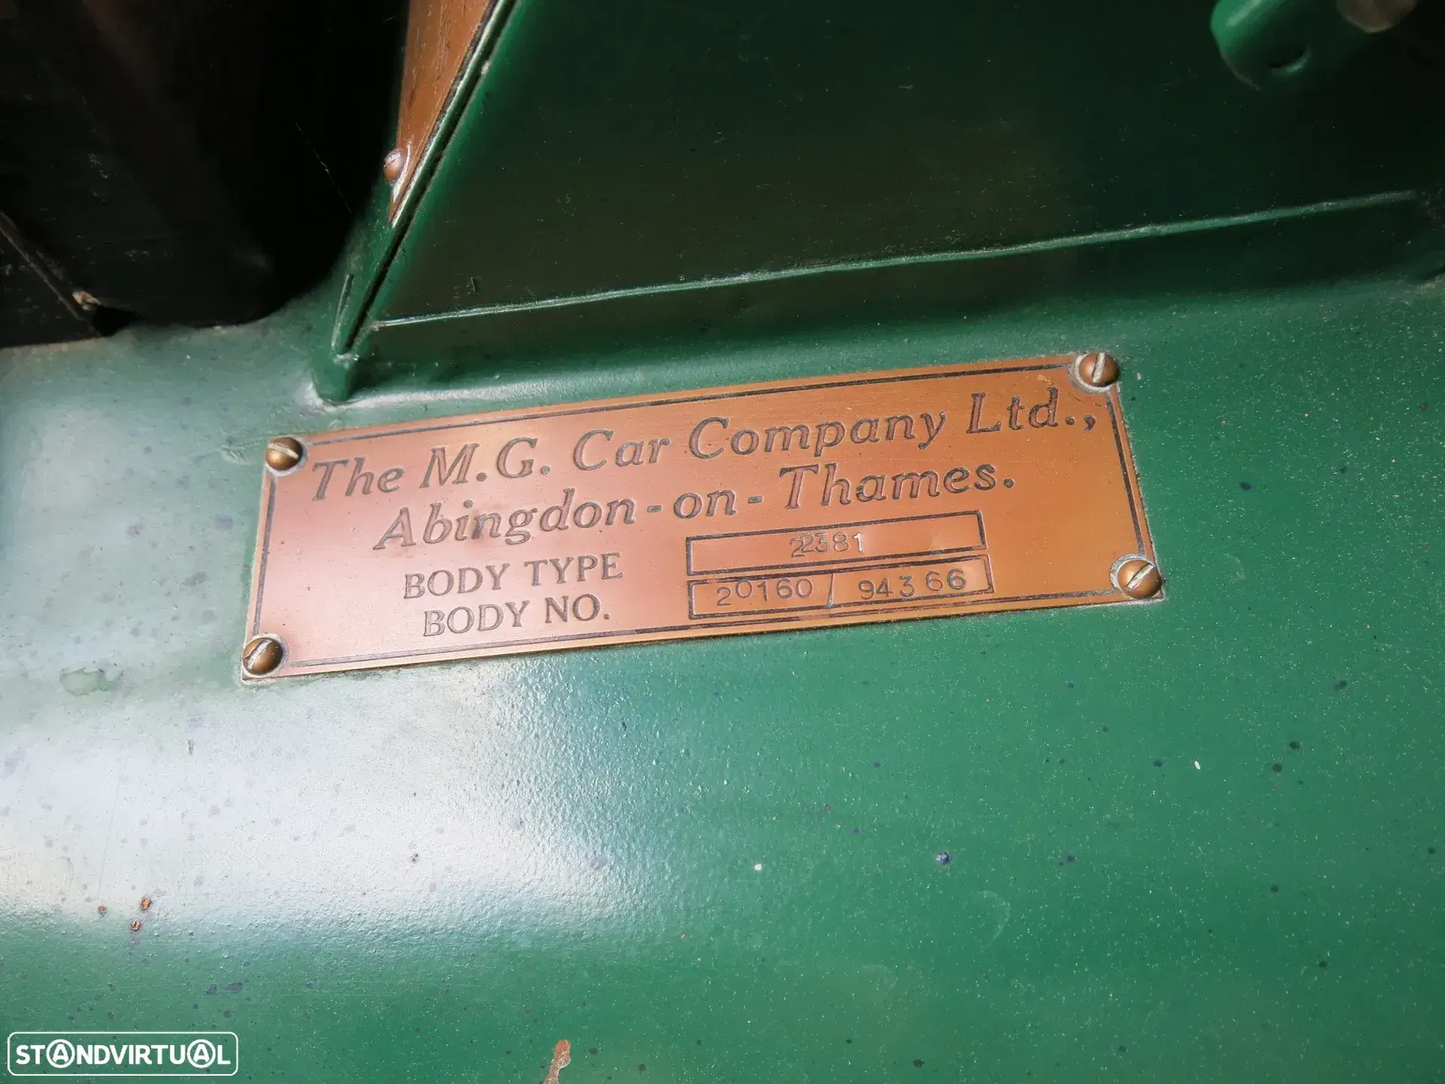 The M.G. Car Company Ltd.,
Abingdon-on-Thames.
BODY TYPE 2381
BODY NO. 20160/94366
STANDVIRTUAL